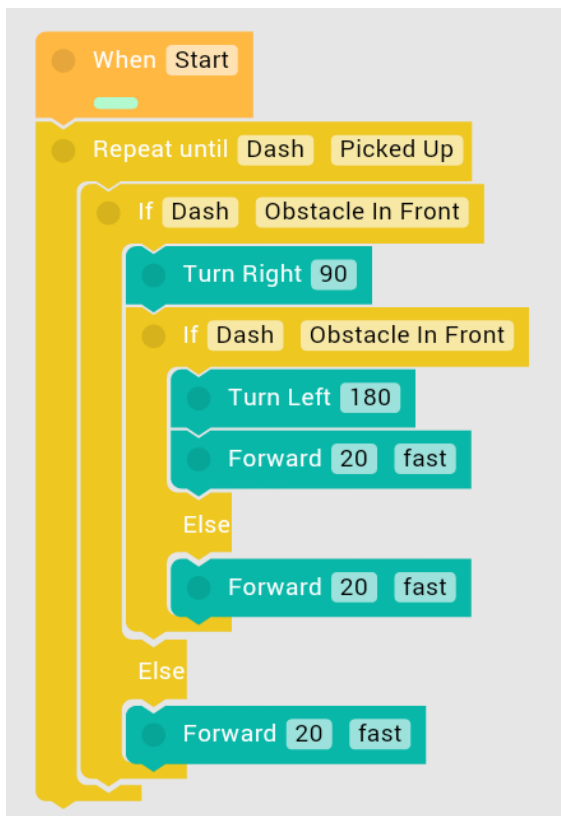 When Start
Repeat until Dash Picked Up
If Dash Obstacle In Front
Turn Right 90
If Dash Obstacle In Front
Turn Left 180
Forward 20 fast
Else
Forward 20 fast
Else
Forward 20 fast